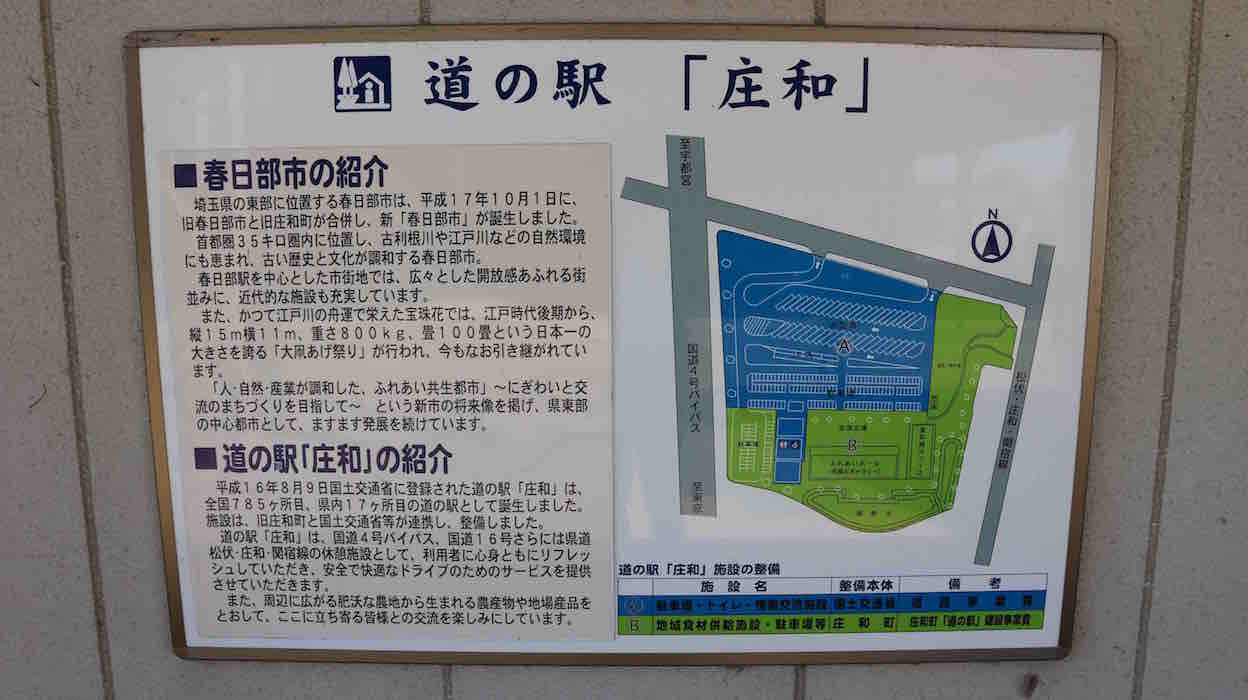 道の駅 「庄和」
■春日部市の紹介
埼玉県の東部に位置する春日部市は、平成17年10月1日に、
旧春日部市と旧庄和町が合併し、新「春日部市」が誕生しました。
首都圏35キロ圏内に位置し、古利根川や江戸川などの自然環境
にも恵まれ、古い歴史と文化が調和する春日部市。
春日部駅を中心とした市街地では、広々とした開放感あふれる街
並みに、近代的な施設も充実しています。
また、かつて江戸川の舟運で栄えた宝珠花では、江戸時代後期から、
縦15m横11m、重さ800kg、畳100畳という日本一の
大きさを誇る「大凧あげ祭り」が行われ、今もなお引き継がれてい
ます。
「人・自然・産業が調和した、ふれあい共生都市」～にぎわいと交
流のまちづくりを目指して～ という新市の将来像を掲げ、県東部
の中心都市として、ますます発展を続けています。
■道の駅「庄和」の紹介
平成16年8月9日国土交通省に登録された道の駅「庄和」は、
全国785ヶ所目、県内17ヶ所目の道の駅として誕生しました。
施設は、旧庄和町と国土交通省等が連携し、整備しました。
道の駅「庄和」は、国道4号バイパス、国道16号さらには県道
松伏・庄和・関宿線の休憩施設として、利用者に心身ともにリフレッ
シュしていただき、安全で快適なドライブのためのサービスを提供
させていただきます。
また、周辺に広がる肥沃な農地から生まれる農産物や地場産品を
とおして、ここに立ち寄る皆様との交流を楽しみにしています。
至宇都宮
N
国道4号バイパス
松伏・庄和・関宿線
A
B
駐車場
至東京
道の駅「庄和」施設の整備
施設名 整備本体 備考
A 駐車場・トイレ・情報交流施設 国土交通省 道路事業費
B 地域食材供給施設・駐車場等 庄和町 庄和町「道の駅」建設事業費